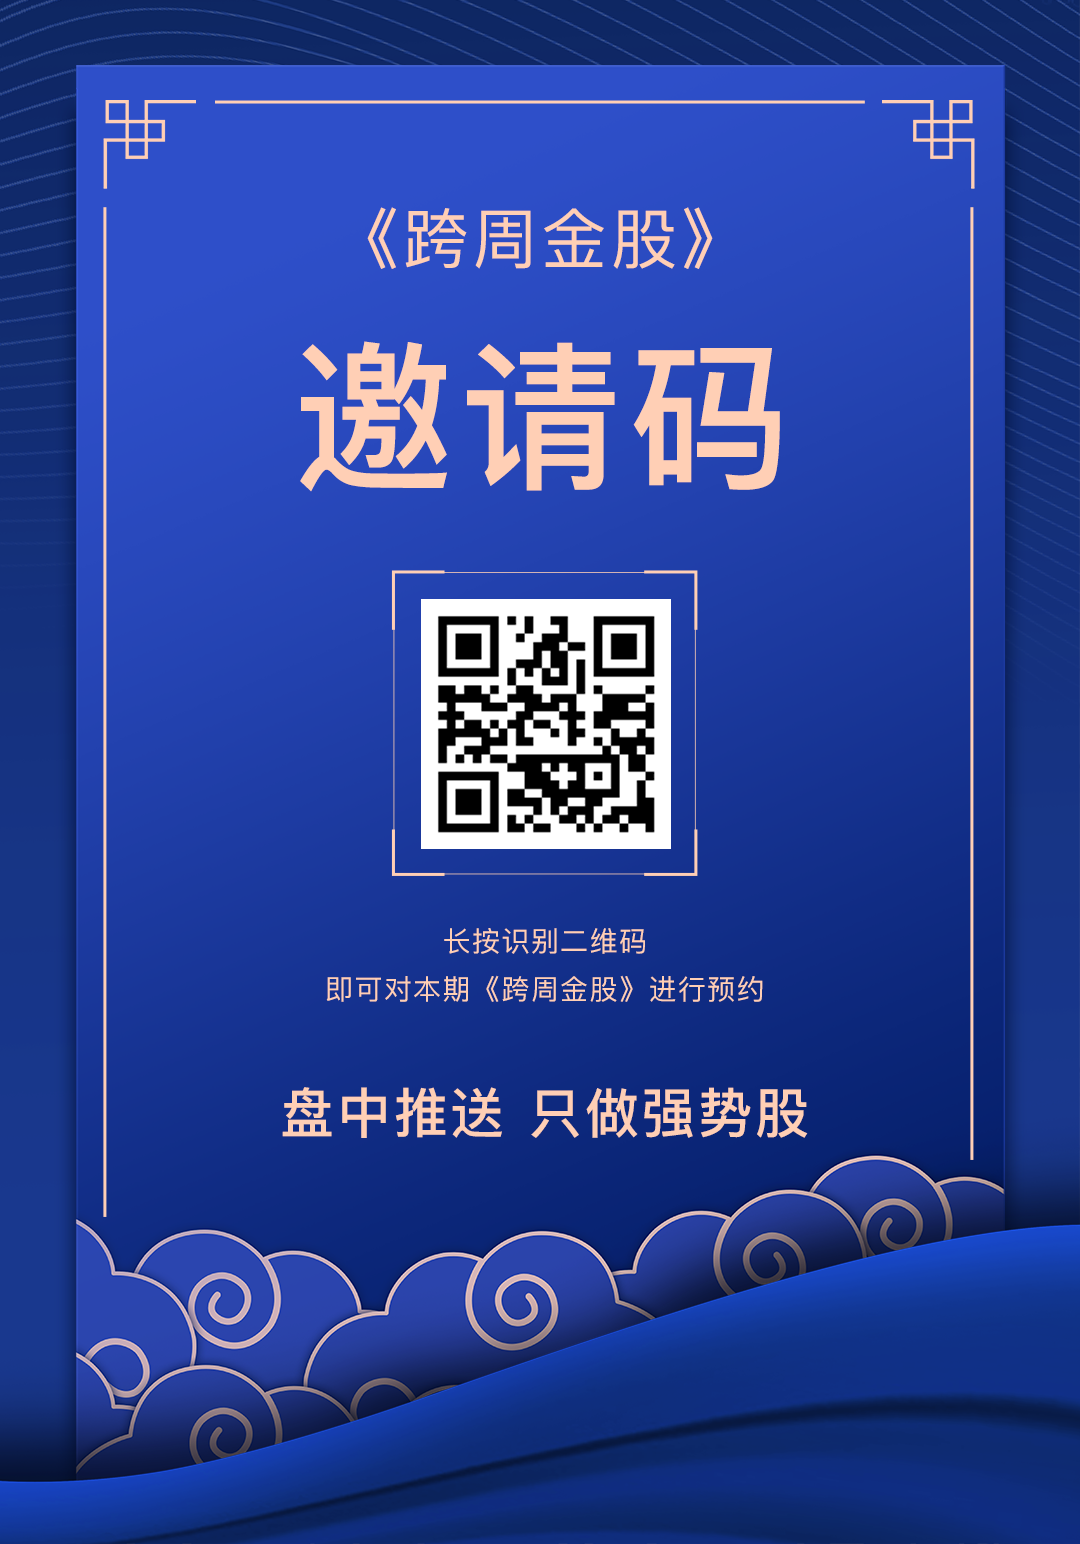 《跨周金股》
邀请码
长按识别二维码
即可对本期《跨周金股》进行预约
盘中推送 只做强势股